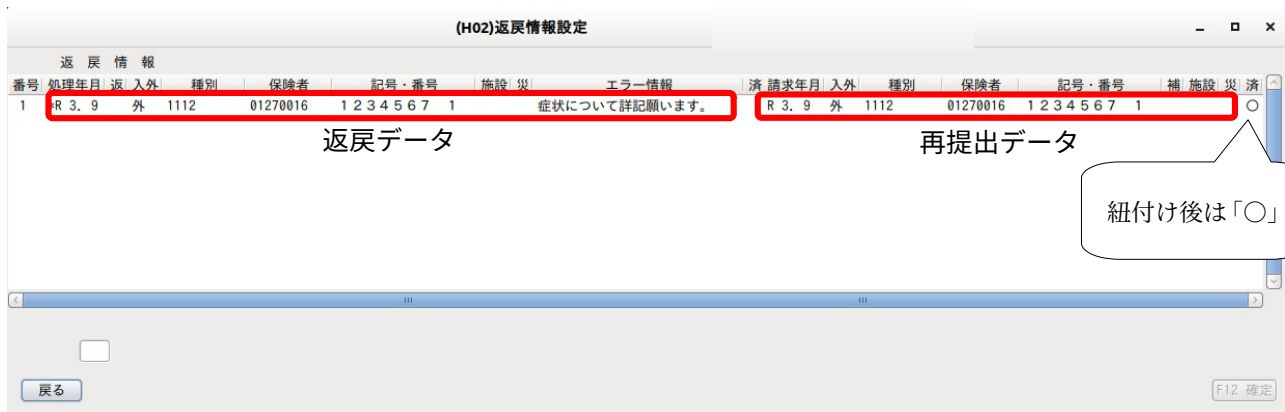 (H02)返戻情報設定
返 戻 情 報
番号 処理年月 返 入外 種別 保険者 記号・番号 施設 災 エラー情報 済 請求年月 入外 種別 保険者 記号・番号 補 施設 災 済
1 *R 3. 9 外 1112 01270016 1234567 1 症状について詳記願います。 R 3. 9 外 1112 01270016 1234567 1 ○
返戻データ 再提出データ
紐付け後は「○」
戻る F12 確定